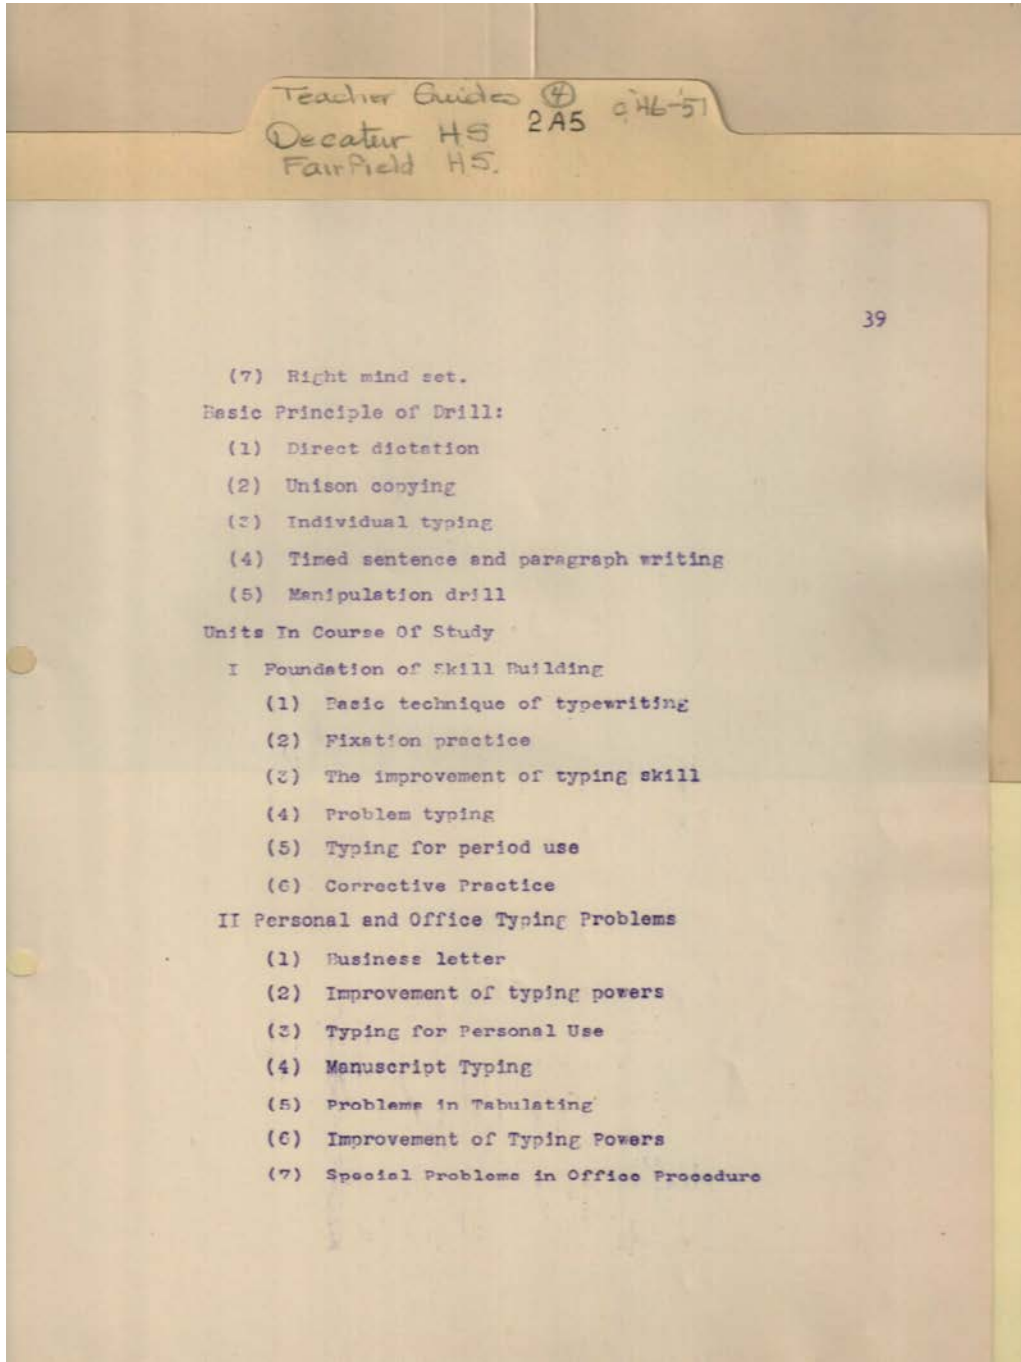 Teacher Guides ④ c'46-'51
2A5
Decatur HS
Fairfield HS.
39
(7) Right mind set.
Basic Principle of Drill:
(1) Direct dictation
(2) Unison copying
(3) Individual typing
(4) Timed sentence and paragraph writing
(5) Manipulation drill
Units In Course Of Study
I Foundation of Skill Building
(1) Basic technique of typewriting
(2) Fixation practice
(3) The improvement of typing skill
(4) Problem typing
(5) Typing for period use
(6) Corrective Practice
II Personal and Office Typing Problems
(1) Business letter
(2) Improvement of typing powers
(3) Typing for Personal Use
(4) Manuscript Typing
(5) Problems in Tabulating
(6) Improvement of Typing Powers
(7) Special Problems in Office Procedure